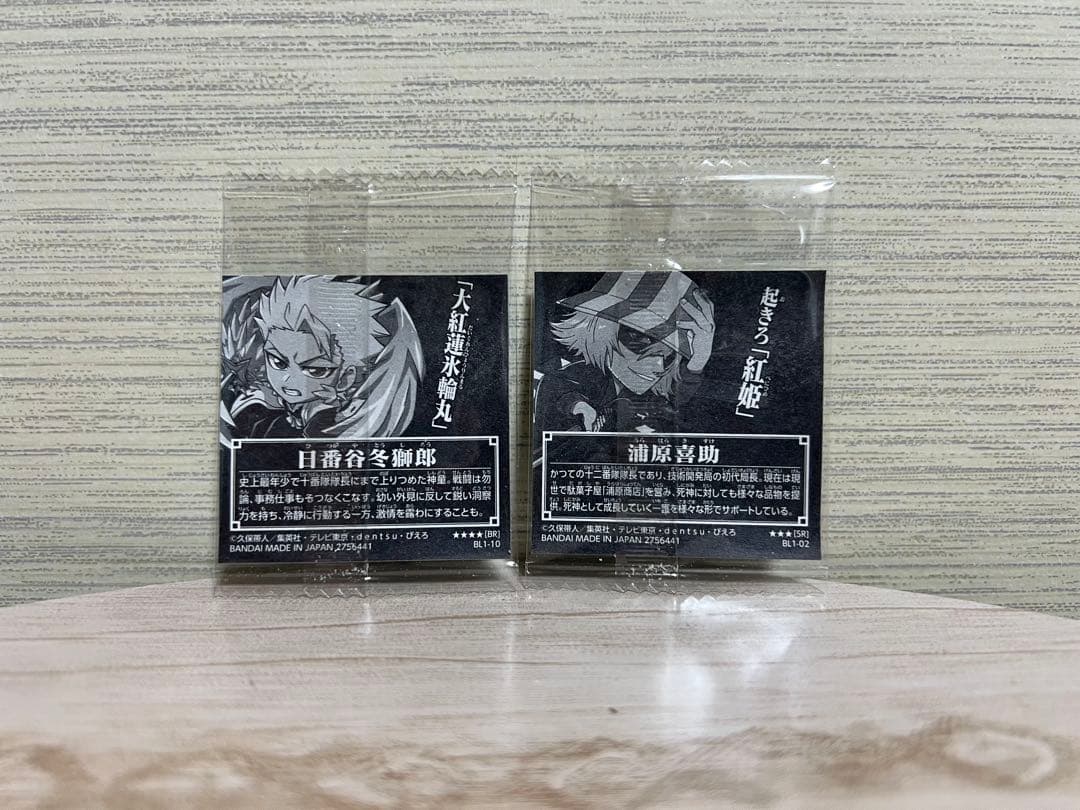 「大紅蓮氷輪丸」
日番谷冬獅郎
史上最年少で十番隊隊長にまで上りつめた神童。戦闘は勿
論、事務仕事もそつなくこなす。幼い外見に反して鋭い洞察
力を持ち、冷静に行動する一方、激情を露わにすることも。
©久保帯人/集英社・テレビ東京・dentsu・ぴえろ
★★★★[BR]
BANDAI MADE IN JAPAN 2756441
BL1-10
起きろ「紅姫」
浦原喜助
かつての十二番隊隊長であり、技術開発局の初代局長。現在は現
世で駄菓子屋「浦原商店」を営み、死神に対しても様々な品物を提
供。死神として成長していく一護を様々な形でサポートしている。
©久保帯人/集英社・テレビ東京・dentsu・ぴえろ
★★★[SR]
BANDAI MADE IN JAPAN 2756441
BL1-02